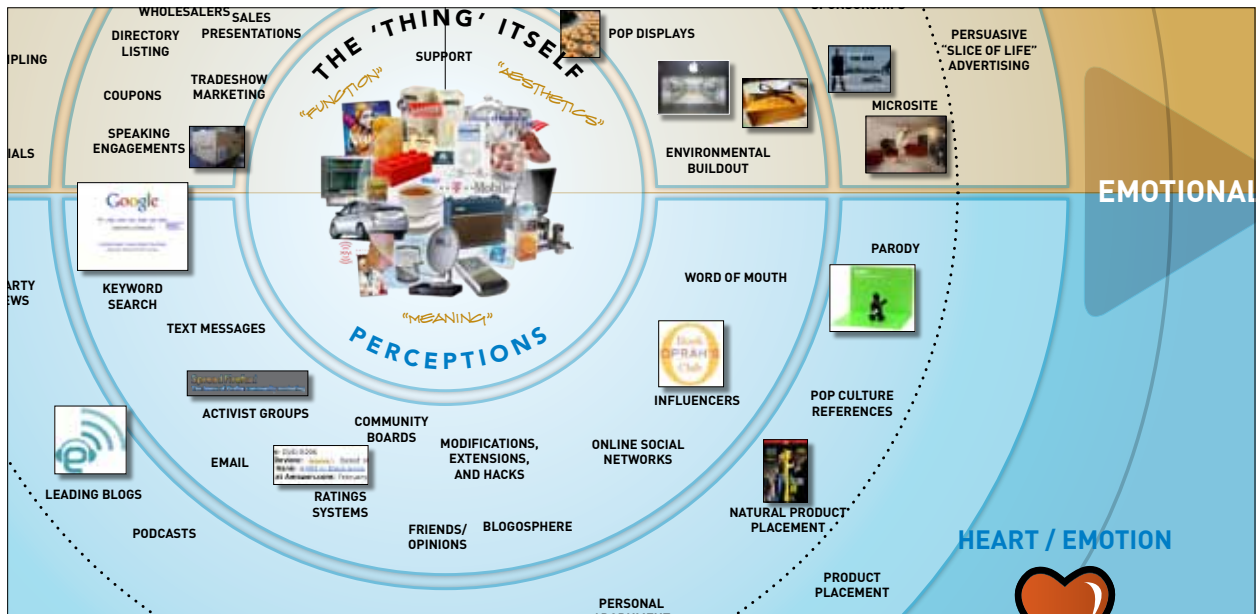 WHOLESALERS
SALES
PRESENTATIONS
DIRECTORY
LISTING
TRADESHOW
MARKETING
COUPONS
SPEAKING
ENGAGEMENTS
THE 'THING' ITSELF
SUPPORT
"FUNCTION"
"AESTHETICS"
T-Mobile
"MEANING"
PERCEPTIONS
POP DISPLAYS
ENVIRONMENTAL
BUILDOUT
PERSUASIVE
"SLICE OF LIFE"
ADVERTISING
MICROSITE
EMOTIONAL
Google
KEYWORD
SEARCH
TEXT MESSAGES
ACTIVIST GROUPS
LEADING BLOGS
EMAIL
PODCASTS
COMMUNITY
BOARDS
RATINGS
SYSTEMS
MODIFICATIONS,
EXTENSIONS,
AND HACKS
FRIENDS/
OPINIONS
BLOGOSPHERE
ONLINE SOCIAL
NETWORKS
WORD OF MOUTH
OPRAH'S
Club
INFLUENCERS
PARODY
POP CULTURE
REFERENCES
NATURAL PRODUCT
PLACEMENT
HEART / EMOTION
PRODUCT
PLACEMENT
PERSONAL